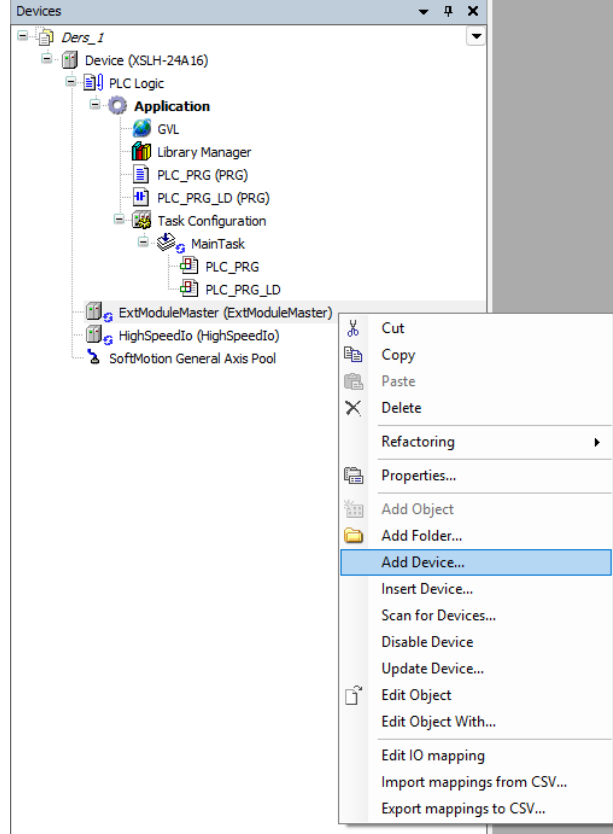 Devices
Ders_1
Device (XSLH-24A16)
PLC Logic
Application
GVL
Library Manager
PLC_PRG (PRG)
PLC_PRG_LD (PRG)
Task Configuration
MainTask
PLC_PRG
PLC_PRG_LD
ExtModuleMaster (ExtModuleMaster)
HighSpeedIo (HighSpeedIo)
SoftMotion General Axis Pool
Cut
Copy
Paste
Delete
Refactoring
Properties...
Add Object
Add Folder...
Add Device...
Insert Device...
Scan for Devices...
Disable Device
Update Device...
Edit Object
Edit Object With...
Edit IO mapping
Import mappings from CSV...
Export mappings to CSV...